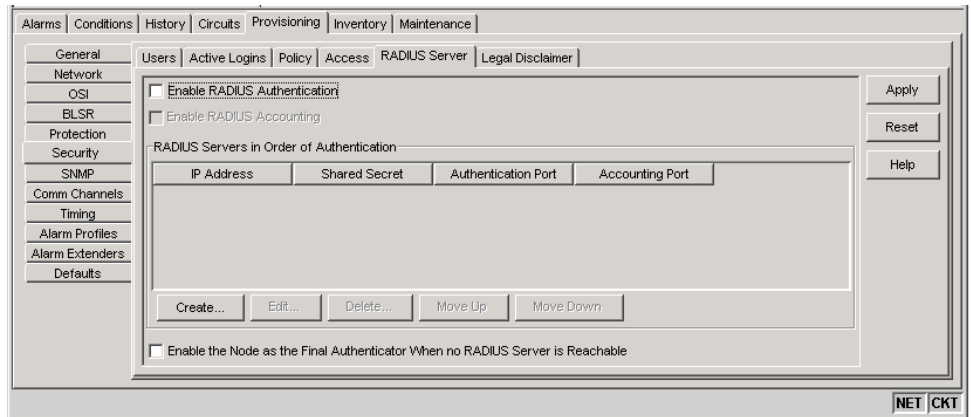 Alarms Conditions History Circuits Provisioning Inventory Maintenance
General
Network
OSI
BLSR
Protection
Security
SNMP
Comm Channels
Timing
Alarm Profiles
Alarm Extenders
Defaults
Users Active Logins Policy Access RADIUS Server Legal Disclaimer
Enable RADIUS Authentication
Enable RADIUS Accounting
RADIUS Servers in Order of Authentication
IP Address Shared Secret Authentication Port Accounting Port
Create... Edit... Delete... Move Up Move Down
Enable the Node as the Final Authenticator When no RADIUS Server is Reachable
Apply
Reset
Help
NET CKT